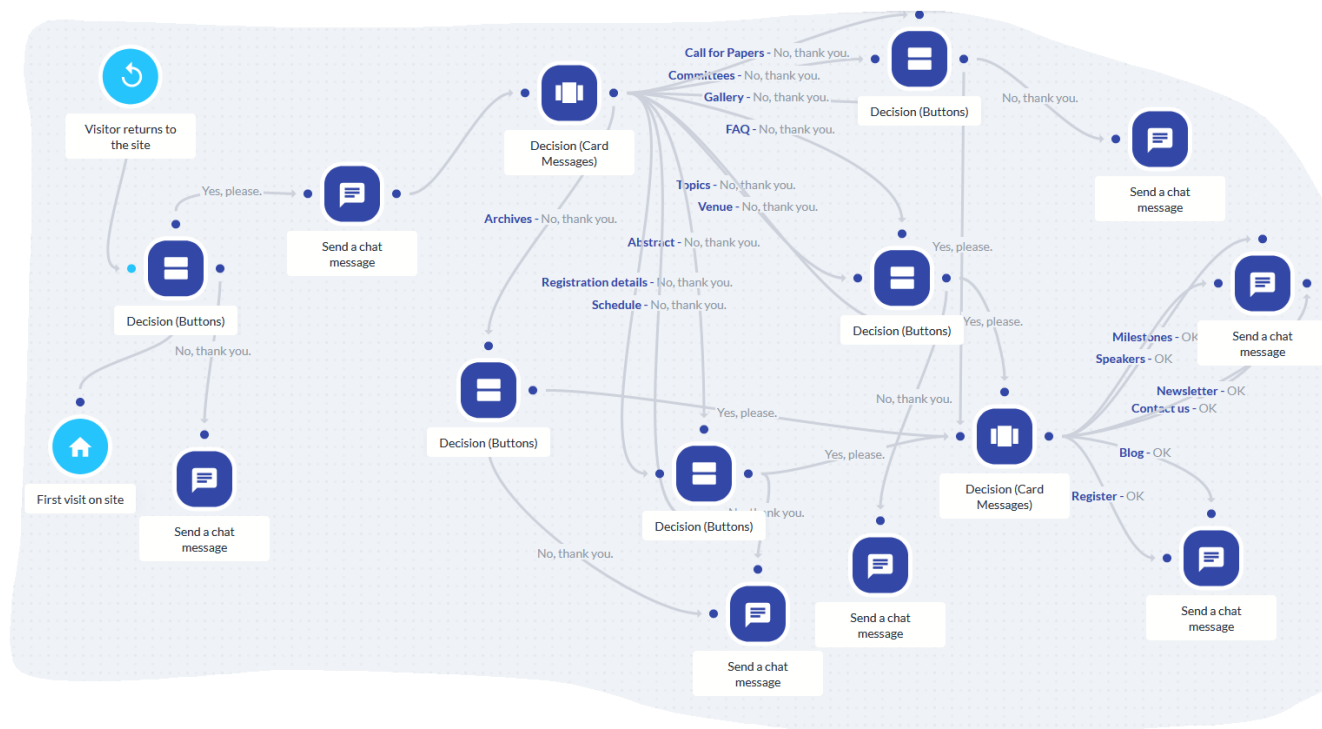 Call for Papers - No, thank you.
Committees - No, thank you.
Gallery - No, thank you.
Decision (Buttons)
No, thank you.
Visitor returns to
the site
FAQ - No, thank you.
Decision (Card
Messages)
Yes, please.
Topics - No, thank you.
Send a chat
message
Venue - No, thank you.
Archives - No, thank you.
Send a chat
message
Abstract - No, thank you.
Yes, please.
Registration details - No, thank you.
Schedule - No, thank you.
Decision (Buttons)
Decision (Buttons)
Yes, please.
Milestones - OK
Send a chat
message
No, thank you.
Speakers - OK
Newsletter - OK
No, thank you.
Contact us - OK
Yes, please.
Decision (Buttons)
Yes, please.
Blog - OK
First visit on site
Decision (Card
Messages)
Register - OK
No, thank you.
Decision (Buttons)
Send a chat
message
No, thank you.
Send a chat
message
Send a chat
message
Send a chat
message